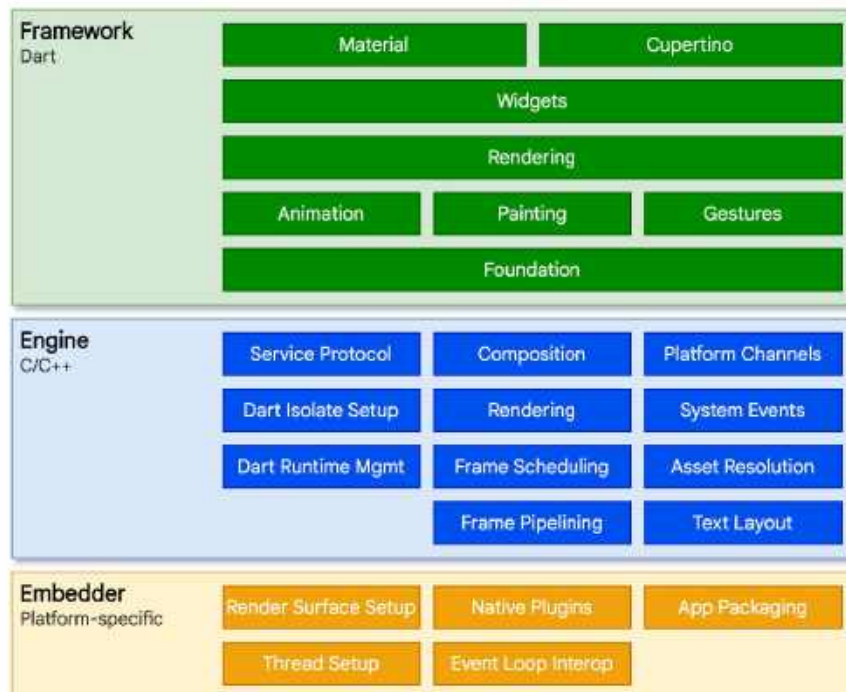 Framework
Dart
Material Cupertino
Widgets
Rendering
Animation Painting Gestures
Foundation
Engine
C/C++
Service Protocol Composition Platform Channels
Dart Isolate Setup Rendering System Events
Dart Runtime Mgmt Frame Scheduling Asset Resolution
Frame Pipelining Text Layout
Embedder
Platform-specific
Render Surface Setup Native Plugins App Packaging
Thread Setup Event Loop Interop